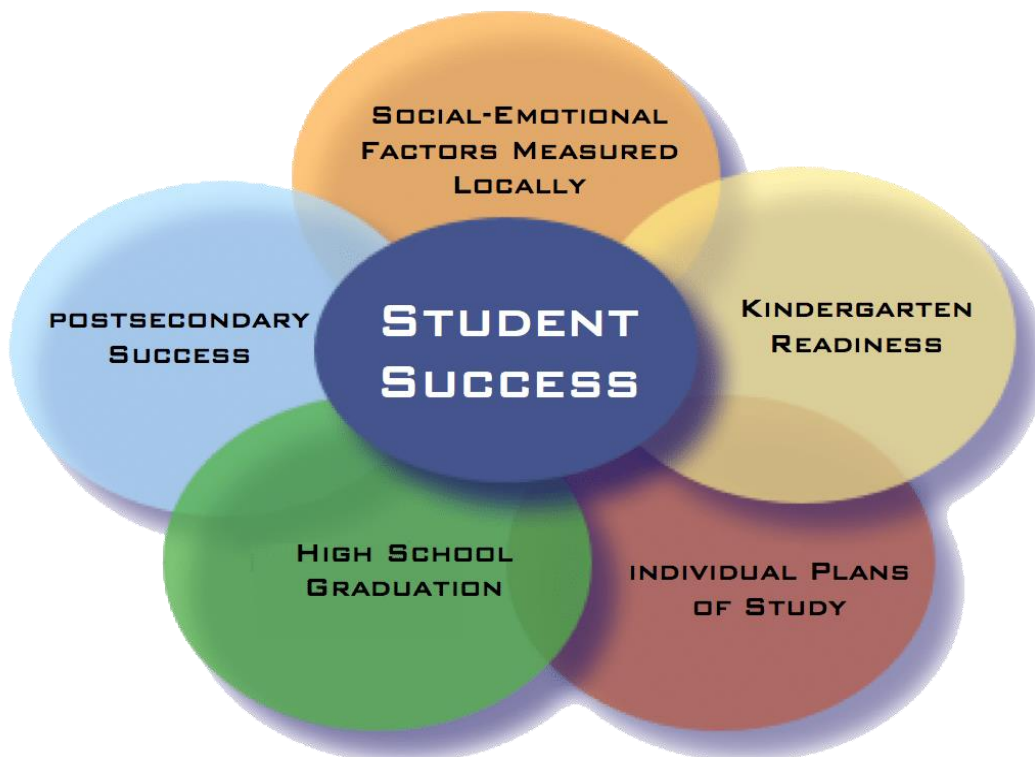 Social-Emotional
Factors Measured
Locally
Kindergarten
Readiness
Individual Plans
of Study
High School
Graduation
postsecondary
Success
Student
Success